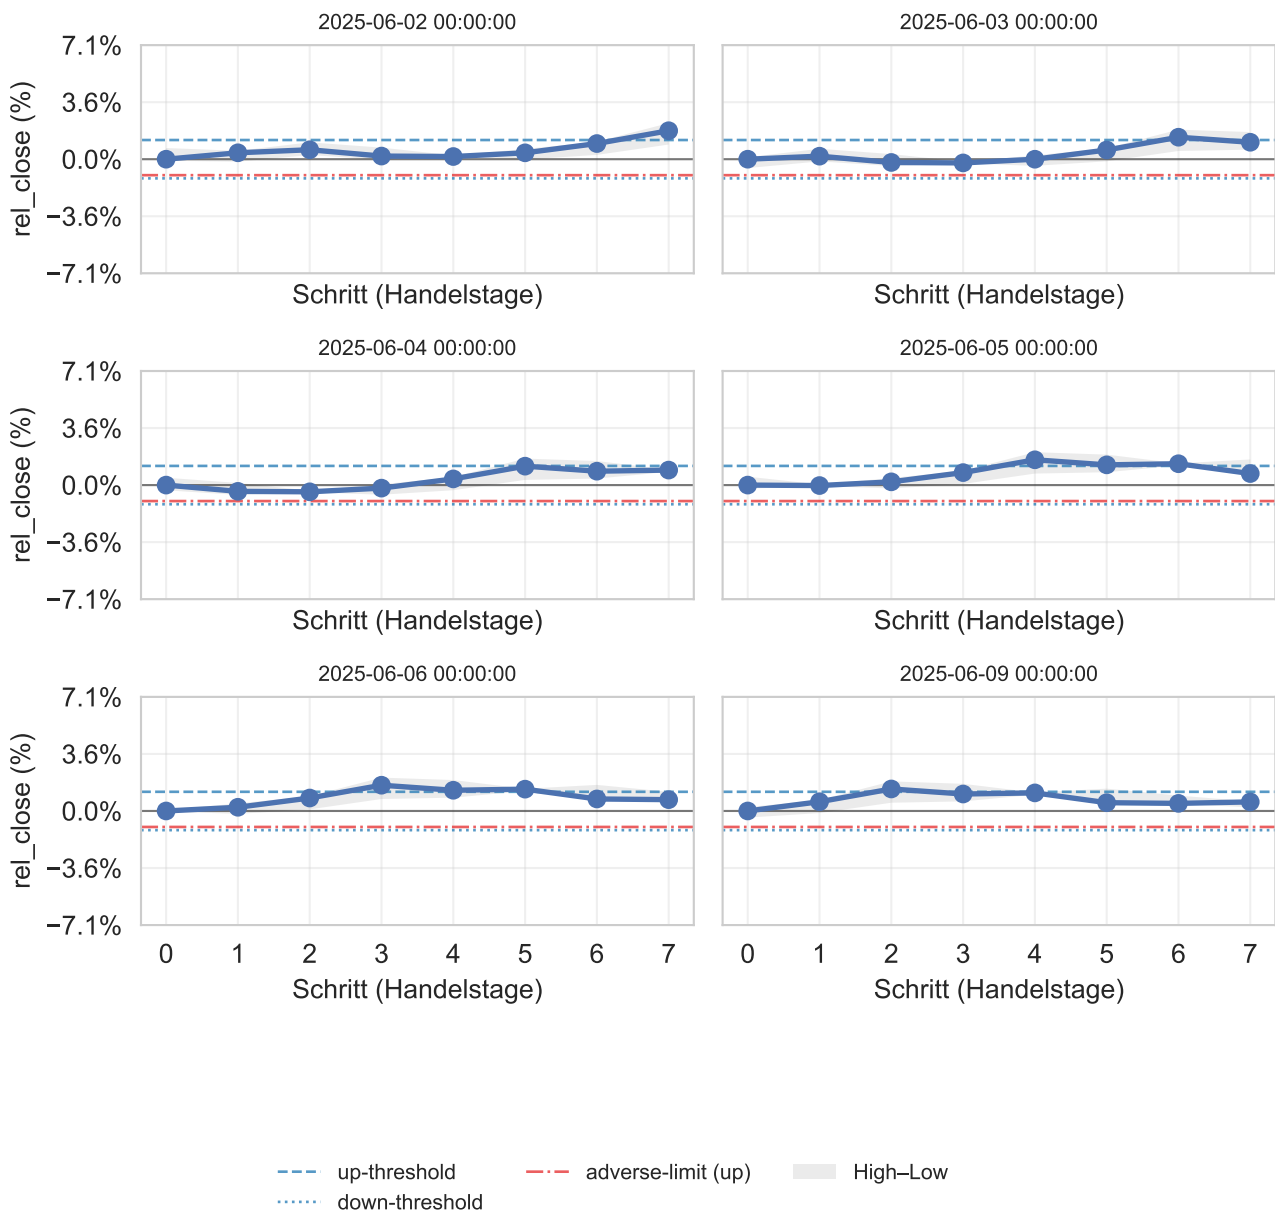 2025-06-02 00:00:00
2025-06-03 00:00:00
7.1%
3.6%
0.0%
−3.6%
−7.1%
rel_close (%)
Schritt (Handelstage)
Schritt (Handelstage)
2025-06-04 00:00:00
2025-06-05 00:00:00
7.1%
3.6%
0.0%
−3.6%
−7.1%
rel_close (%)
Schritt (Handelstage)
Schritt (Handelstage)
2025-06-06 00:00:00
2025-06-09 00:00:00
7.1%
3.6%
0.0%
−3.6%
−7.1%
rel_close (%)
0 1 2 3 4 5 6 7
0 1 2 3 4 5 6 7
Schritt (Handelstage)
Schritt (Handelstage)
up-threshold
down-threshold
adverse-limit (up)
High–Low